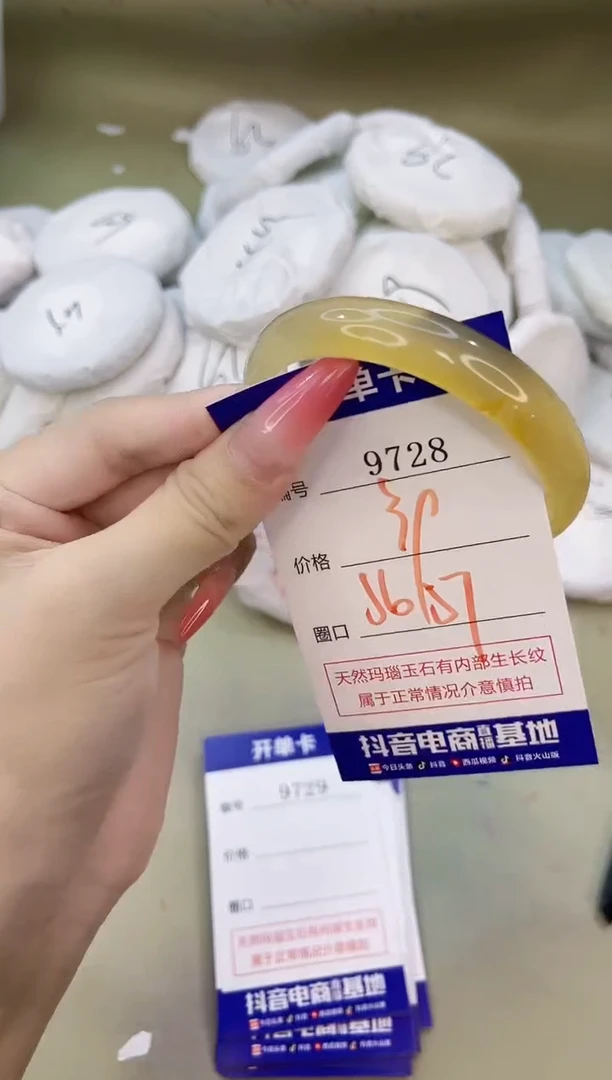 单卡
编号 9728
价格
圈口 56 57
天然玛瑙玉石有内部生长纹
属于正常情况介意慎拍
抖音电商直播基地
今日头条 抖音 西瓜视频 抖音火山版
开单卡
编号 9729
价格
圈口
天然玛瑙玉石有内部生长纹
属于正常情况介意慎拍
抖音电商直播基地